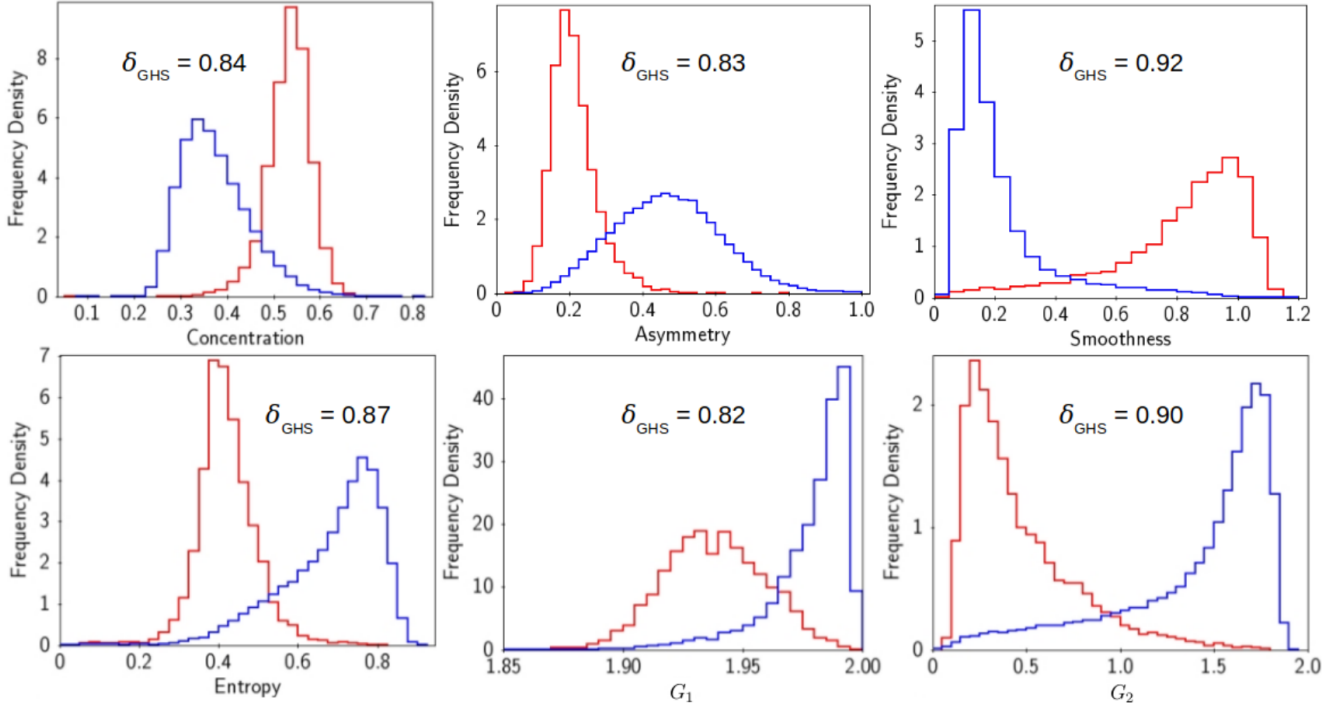 δGHS = 0.84
Frequency Density
8
6
4
2
0
0.1 0.2 0.3 0.4 0.5 0.6 0.7 0.8
Concentration
δGHS = 0.83
Frequency Density
6
4
2
0
0 0.2 0.4 0.6 0.8 1.0
Asymmetry
δGHS = 0.92
Frequency Density
5
4
3
2
1
0
0 0.2 0.4 0.6 0.8 1.0 1.2
Smoothness
δGHS = 0.87
Frequency Density
7
6
5
4
3
2
1
0
0 0.2 0.4 0.6 0.8
Entropy
δGHS = 0.82
Frequency Density
40
30
20
10
0
1.85 1.90 1.95 2.00
G1
δGHS = 0.90
Frequency Density
2
1
0
0 0.5 1.0 1.5 2.0
G2